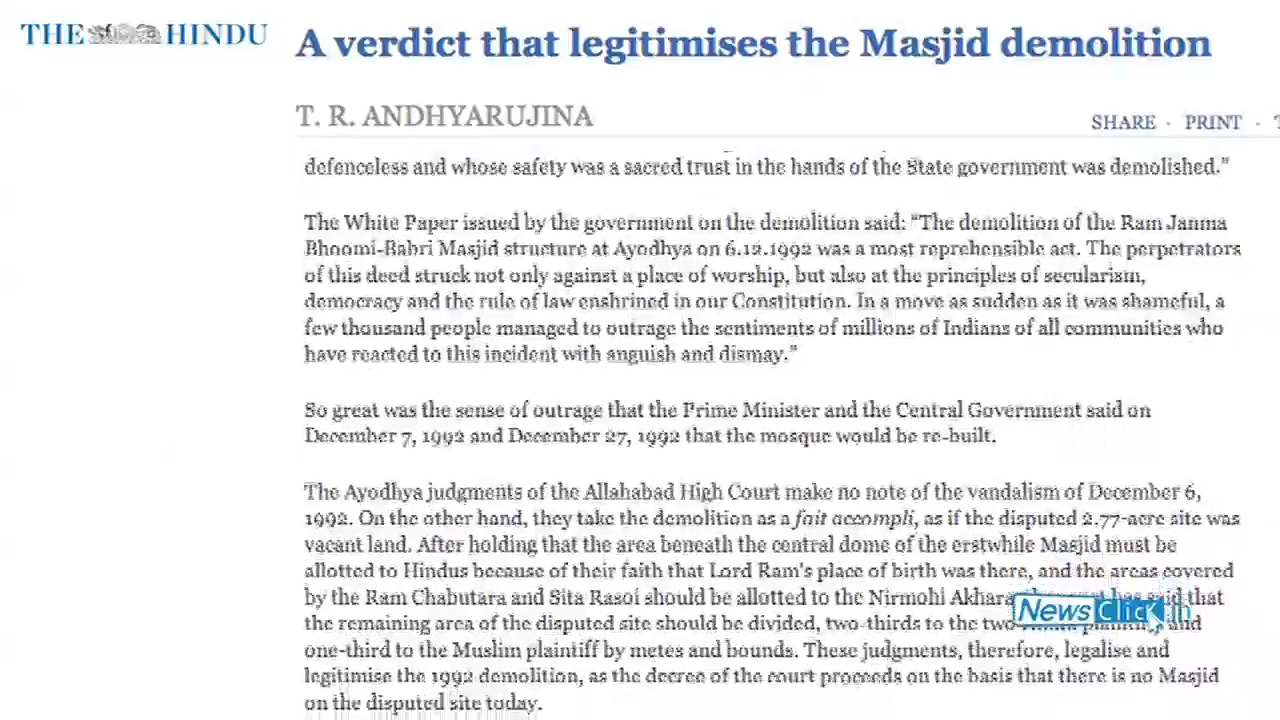 THE HINDU
A verdict that legitimises the Masjid demolition
T. R. ANDHYARUJINA
SHARE · PRINT ·
defenceless and whose safety was a sacred trust in the hands of the State government was demolished.”
The White Paper issued by the government on the demolition said: “The demolition of the Ram Janma
Bhoomi-Babri Masjid structure at Ayodhya on 6.12.1992 was a most reprehensible act. The perpetrators
of this deed struck not only against a place of worship, but also at the principles of secularism,
democracy and the rule of law enshrined in our Constitution. In a move as sudden as it was shameful, a
few thousand people managed to outrage the sentiments of millions of Indians of all communities who
have reacted to this incident with anguish and dismay.”
So great was the sense of outrage that the Prime Minister and the Central Government said on
December 7, 1992 and December 27, 1992 that the mosque would be re-built.
The Ayodhya judgments of the Allahabad High Court make no note of the vandalism of December 6,
1992. On the other hand, they take the demolition as a fait accompli, as if the disputed 2.77-acre site was
vacant land. After holding that the area beneath the central dome of the erstwhile Masjid must be
allotted to Hindus because of their faith that Lord Ram's place of birth was there, and the areas covered
by the Ram Chabutara and Sita Rasoi should be allotted to the Nirmohi Akhara that
the remaining area of the disputed site should be divided, two-thirds to the two and
one-third to the Muslim plaintiff by metes and bounds. These judgments, therefore, legalise and
legitimise the 1992 demolition, as the decree of the court proceeds on the basis that there is no Masjid
on the disputed site today.
NewsClick in